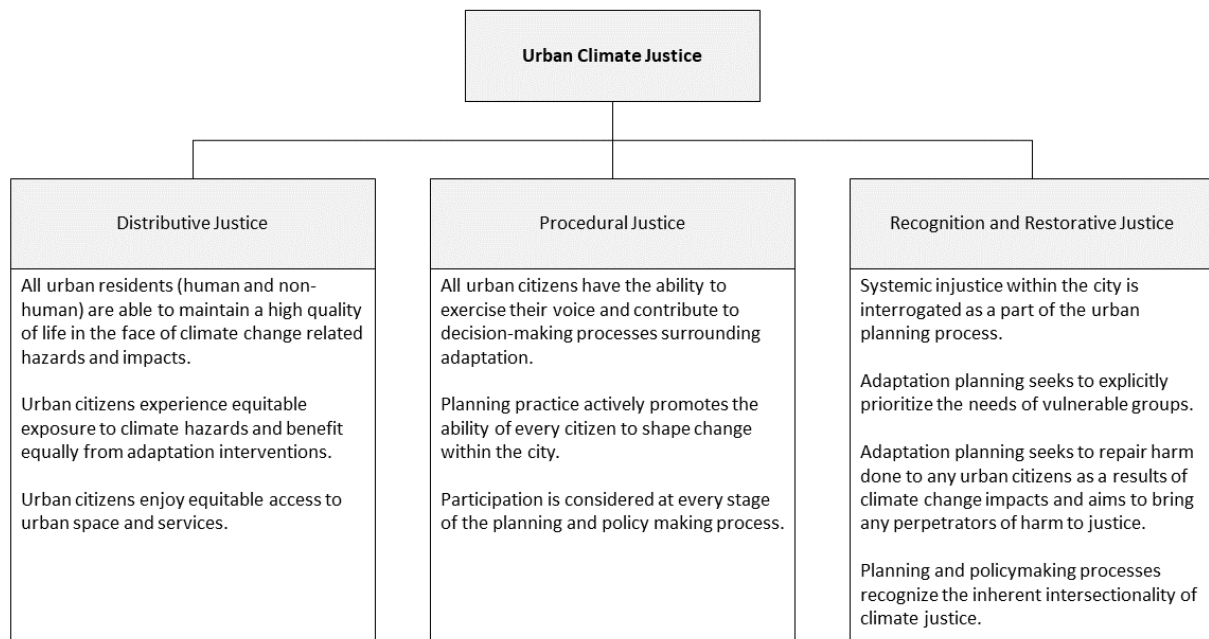 Urban Climate Justice
Distributive Justice
All urban residents (human and non-
human) are able to maintain a high quality
of life in the face of climate change related
hazards and impacts.
Urban citizens experience equitable
exposure to climate hazards and benefit
equally from adaptation interventions.
Urban citizens enjoy equitable access to
urban space and services.
Procedural Justice
All urban citizens have the ability to
exercise their voice and contribute to
decision-making processes surrounding
adaptation.
Planning practice actively promotes the
ability of every citizen to shape change
within the city.
Participation is considered at every stage
of the planning and policy making process.
Recognition and Restorative Justice
Systemic injustice within the city is
interrogated as a part of the urban
planning process.
Adaptation planning seeks to explicitly
prioritize the needs of vulnerable groups.
Adaptation planning seeks to repair harm
done to any urban citizens as a results of
climate change impacts and aims to bring
any perpetrators of harm to justice.
Planning and policymaking processes
recognize the inherent intersectionality of
climate justice.